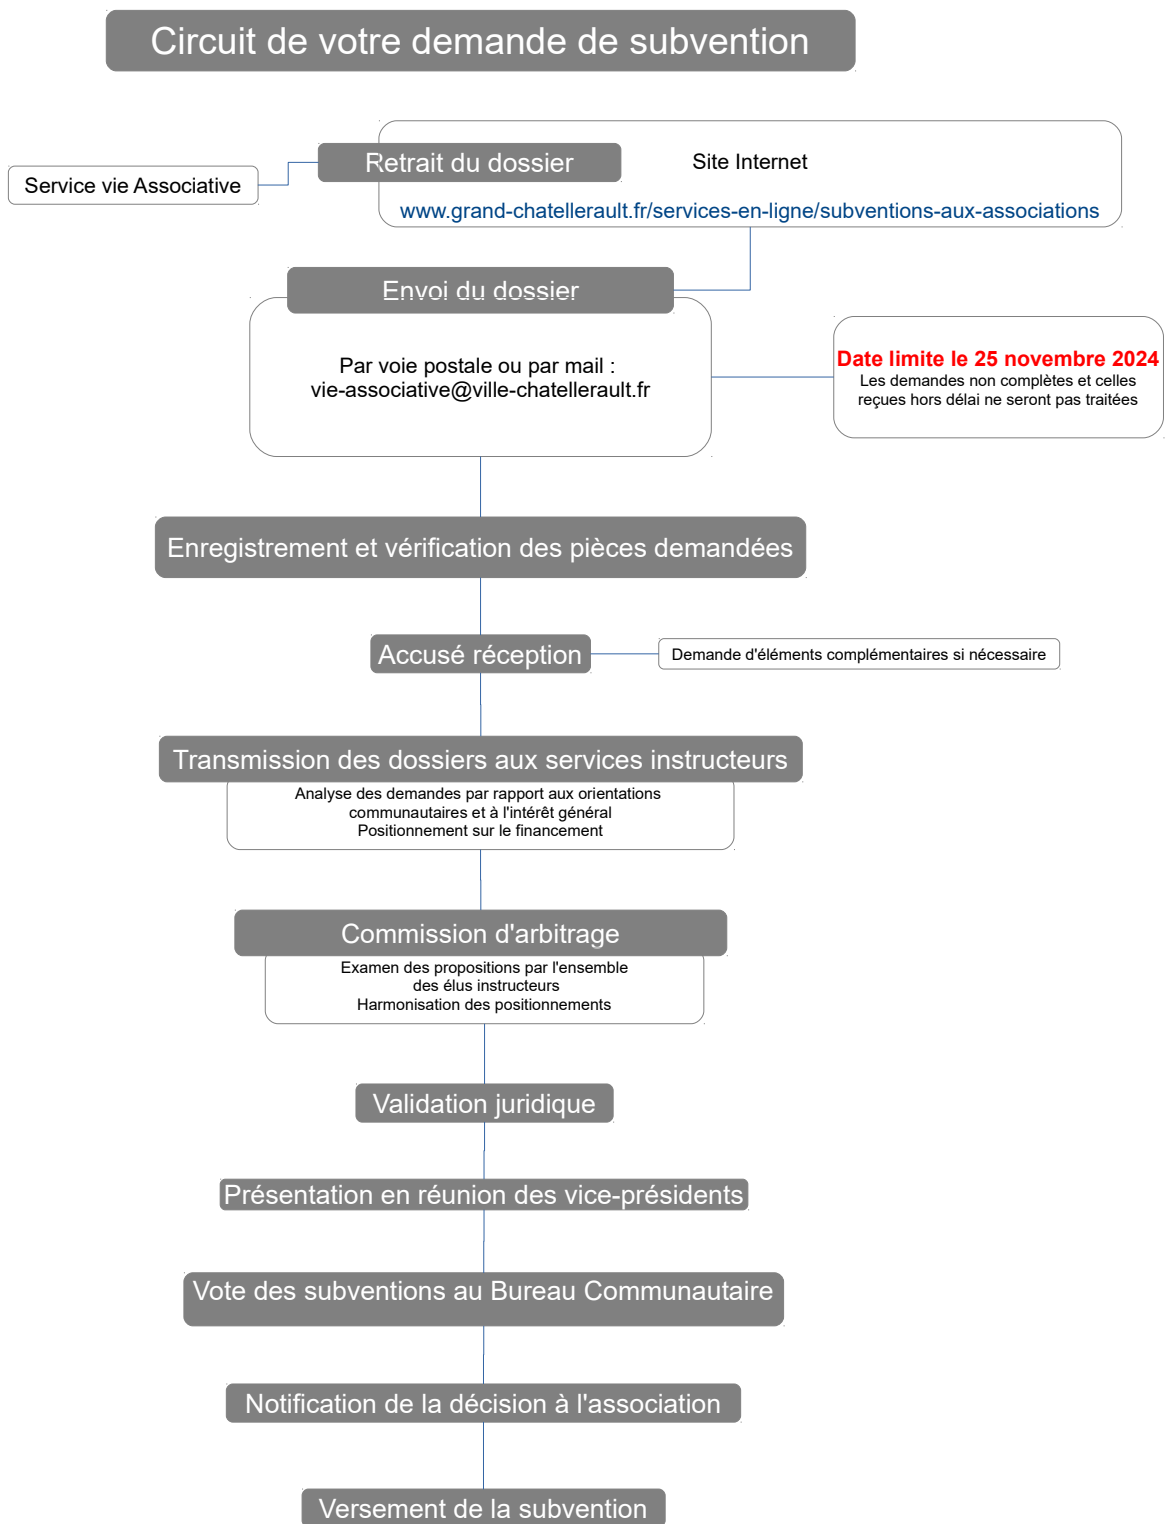 Circuit de votre demande de subvention
Service vie Associative
Retrait du dossier
Site Internet
www.grand-chatellerault.fr/services-en-ligne/subventions-aux-associations
Envoi du dossier
Par voie postale ou par mail :
vie-associative@ville-chatellerault.fr
Date limite le 25 novembre 2024
Les demandes non complètes et celles
reçues hors délai ne seront pas traitées
Enregistrement et vérification des pièces demandées
Accusé réception
Demande d'éléments complémentaires si nécessaire
Transmission des dossiers aux services instructeurs
Analyse des demandes par rapport aux orientations
communautaires et à l'intérêt général
Positionnement sur le financement
Commission d'arbitrage
Examen des propositions par l'ensemble
des élus instructeurs
Harmonisation des positionnements
Validation juridique
Présentation en réunion des vice-présidents
Vote des subventions au Bureau Communautaire
Notification de la décision à l'association
Versement de la subvention